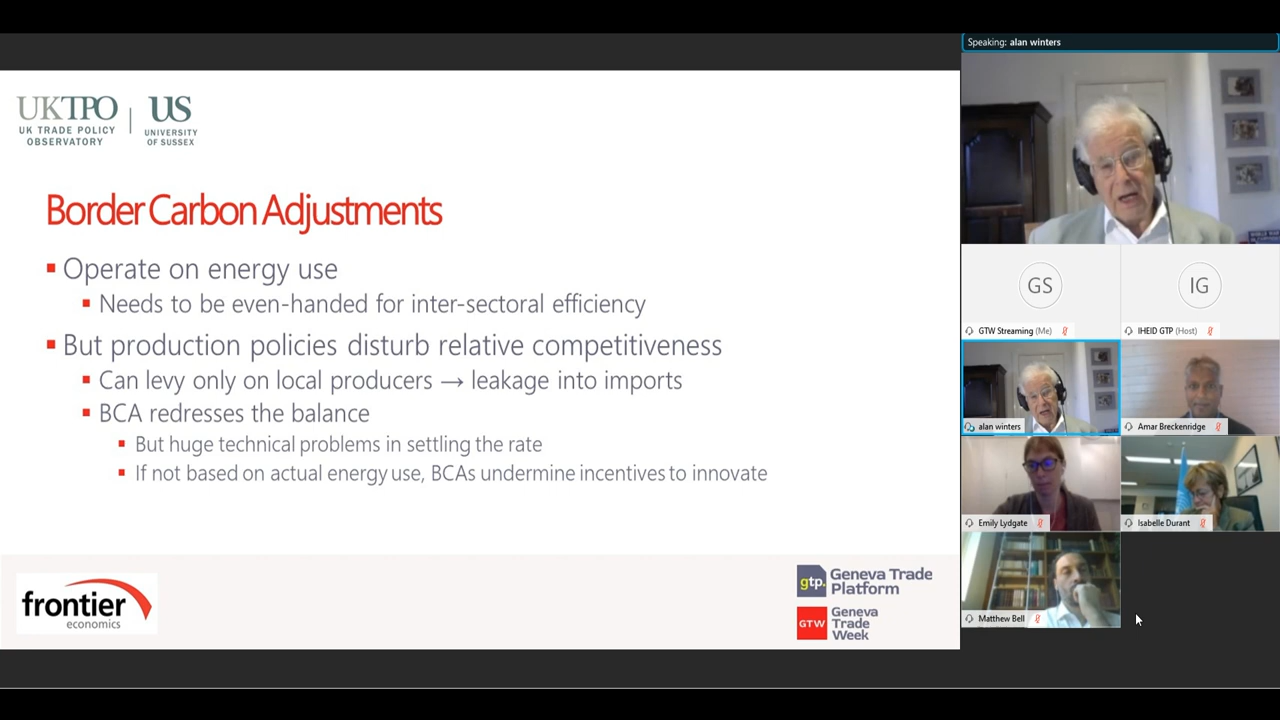 Speaking: alan winters
UKTPO
UK TRADE POLICY
OBSERVATORY
US
UNIVERSITY
OF SUSSEX
Border Carbon Adjustments
Operate on energy use
Needs to be even-handed for inter-sectoral efficiency
But production policies disturb relative competitiveness
Can levy only on local producers → leakage into imports
BCA redresses the balance
But huge technical problems in settling the rate
If not based on actual energy use, BCAs undermine incentives to innovate
frontier
economics
gtp.
Geneva Trade
Platform
GTW
Geneva
Trade
Week
GS
IG
GTW Streaming (Me)
IHEID GTP (Host)
alan winters
Amar Breckenridge
Emily Lydgate
Isabelle Durant
Matthew Bell